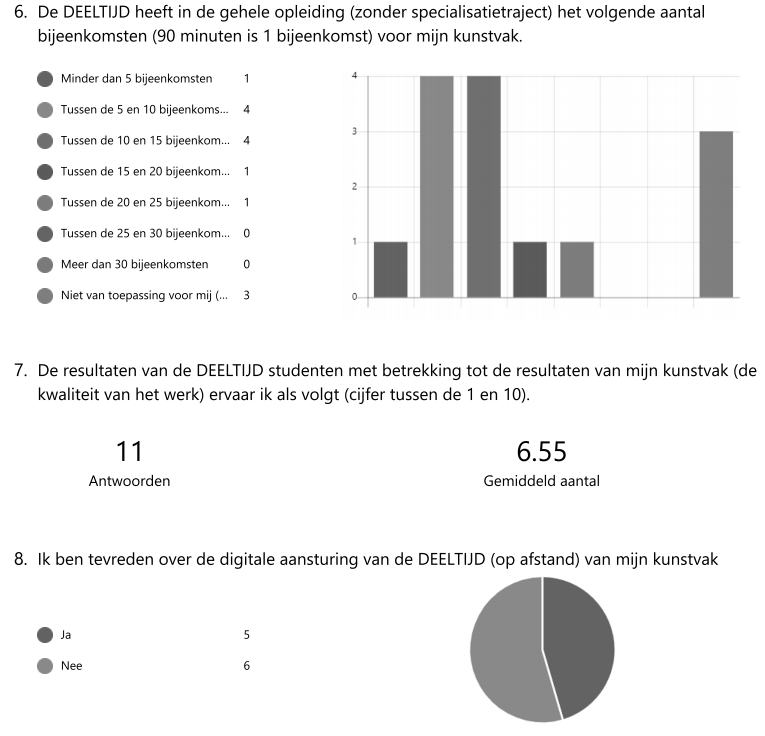 6. De DEELTIJD heeft in de gehele opleiding (zonder specialisatietraject) het volgende aantal
bijeenkomsten (90 minuten is 1 bijeenkomst) voor mijn kunstvak.
Minder dan 5 bijeenkomsten 1
Tussen de 5 en 10 bijeenkoms... 4
Tussen de 10 en 15 bijeenkom... 4
Tussen de 15 en 20 bijeenkom... 1
Tussen de 20 en 25 bijeenkom... 1
Tussen de 25 en 30 bijeenkom... 0
Meer dan 30 bijeenkomsten 0
Niet van toepassing voor mij (... 3
4
3
2
1
0
7. De resultaten van de DEELTIJD studenten met betrekking tot de resultaten van mijn kunstvak (de
kwaliteit van het werk) ervaar ik als volgt (cijfer tussen de 1 en 10).
11
Antwoorden
6.55
Gemiddeld aantal
8. Ik ben tevreden over de digitale aansturing van de DEELTIJD (op afstand) van mijn kunstvak
Ja 5
Nee 6